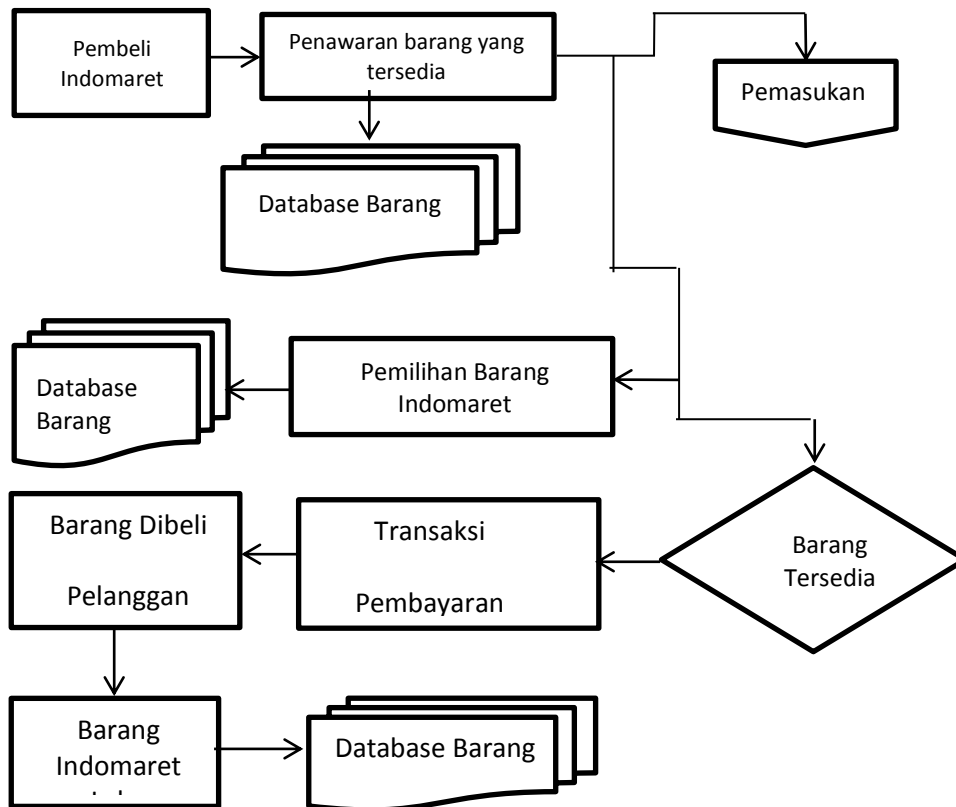 Pembeli
Indomaret
Penawaran barang yang
tersedia
Pemasukan
Database Barang
Pemilihan Barang
Indomaret
Database
Barang
Barang Dibeli
Pelanggan
Transaksi
Pembayaran
Barang
Tersedia
Barang
Indomaret
Database Barang